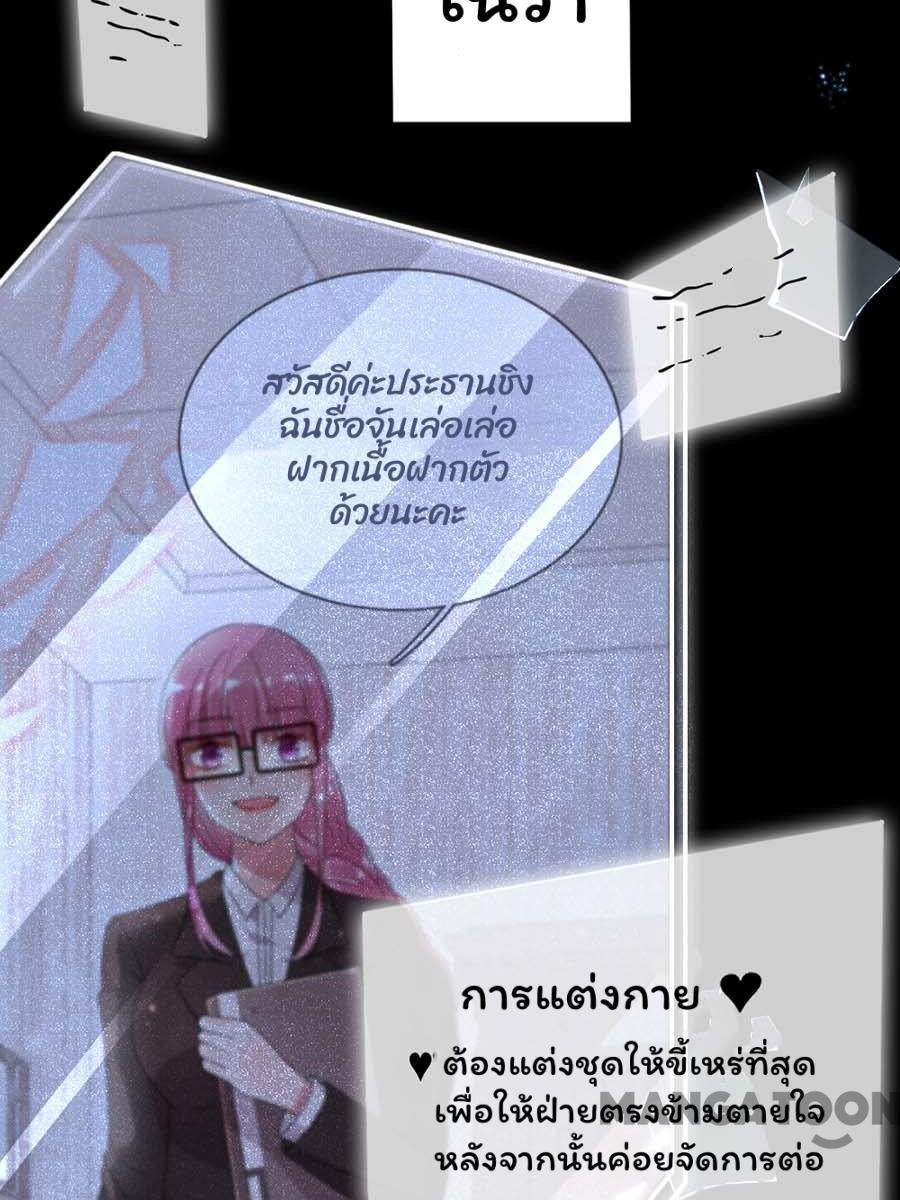 สวัสดีค่ะประธานชิง
ฉันชื่อจันเล่อเล่อ
ฝากเนื้อฝากตัว
ด้วยนะคะ
การแต่งกาย ♥
♥ ต้องแต่งชุดให้ขี้เหร่ที่สุด
เพื่อให้ฝ่ายตรงข้ามตายใจ
หลังจากนั้นค่อยจัดการต่อ
MANGATOON